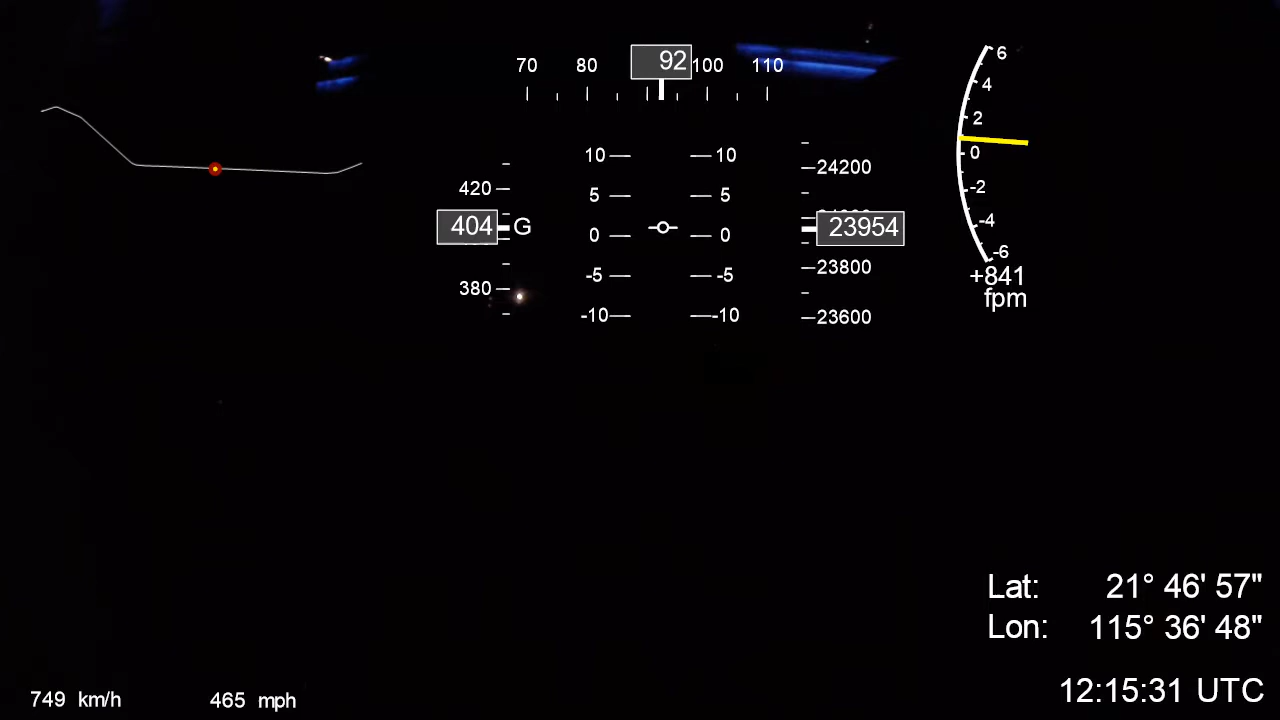 70 80 92 100 110
6
4
2
0
-2
-4
-6
+841
fpm
10 10
5 5
0 0
-5 -5
-10 -10
420
404 G
380
24200
23954
23800
23600
Lat: 21° 46' 57"
Lon: 115° 36' 48"
12:15:31 UTC
749 km/h 465 mph